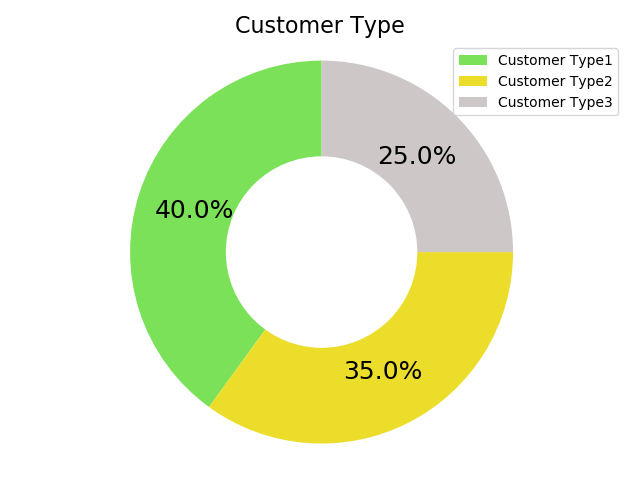 Customer Type
Customer Type1
Customer Type2
Customer Type3
25.0%
40.0%
35.0%